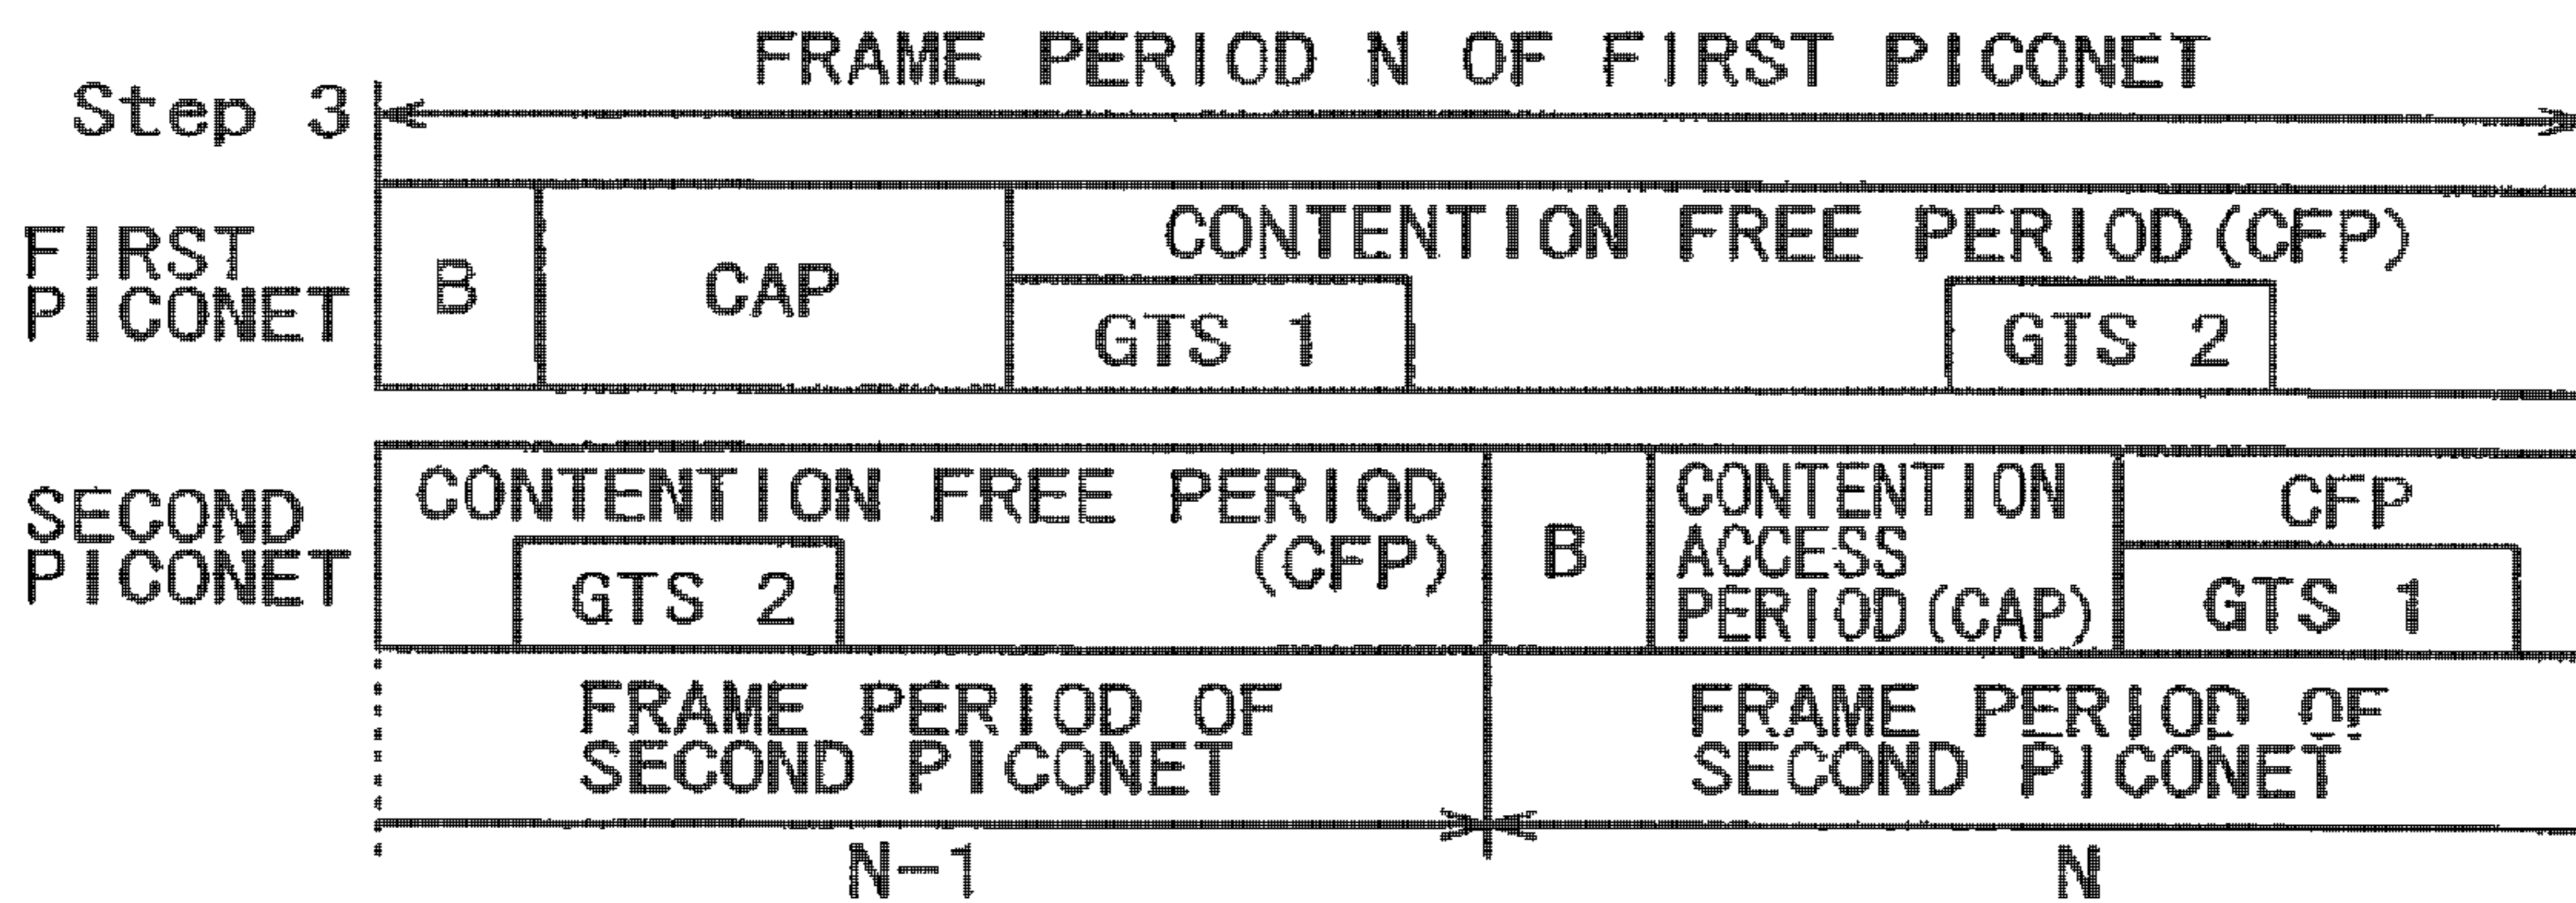 FRAME PERIOD N OF FIRST PICONET
Step 3
FIRST
PICONET
B
CAP
CONTENTION FREE PERIOD(CFP)
GTS 1
GTS 2
SECOND
PICONET
CONTENTION FREE PERIOD
(CFP)
GTS 2
B
CONTENTION
ACCESS
PERIOD(CAP)
CFP
GTS 1
FRAME PERIOD OF
SECOND PICONET
FRAME PERIOD OF
SECOND PICONET
N-1
N